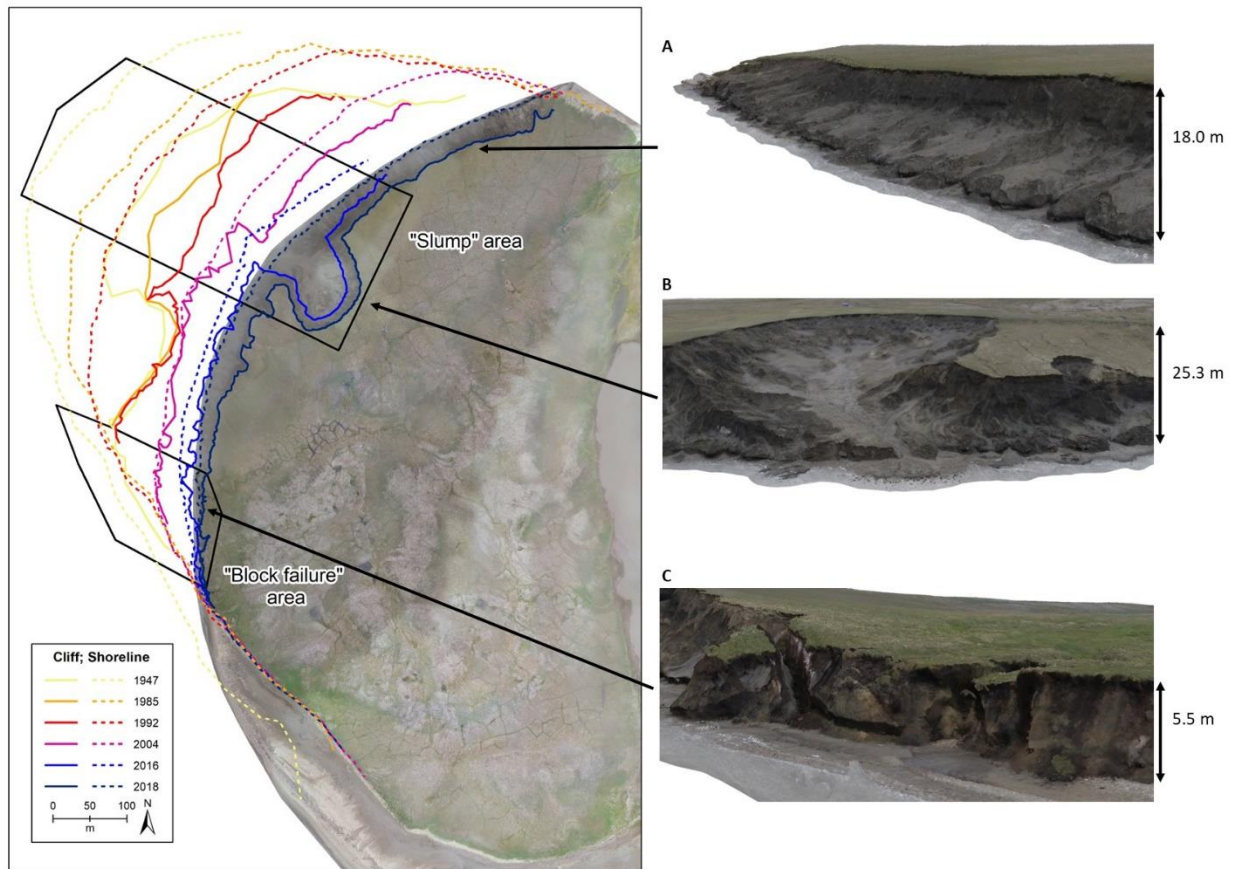 "Slump" area
"Block failure"
area
Cliff; Shoreline
1947
1985
1992
2004
2016
2018
0 50 100
m
N
A
18.0 m
B
25.3 m
C
5.5 m